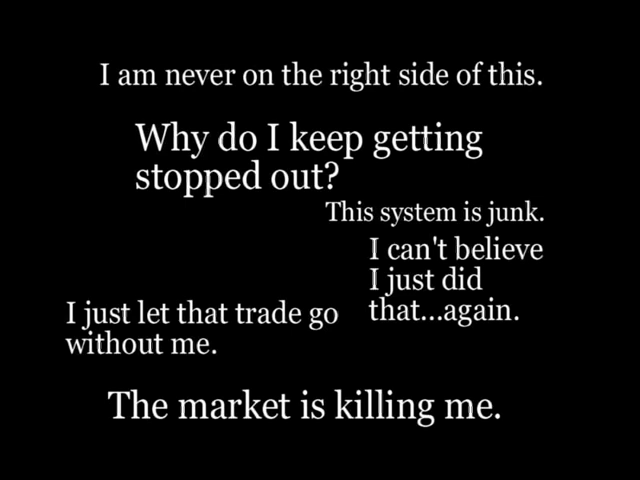 I am never on the right side of this.
Why do I keep getting
stopped out?
This system is junk.
I can't believe
I just did
that...again.
I just let that trade go
without me.
The market is killing me.